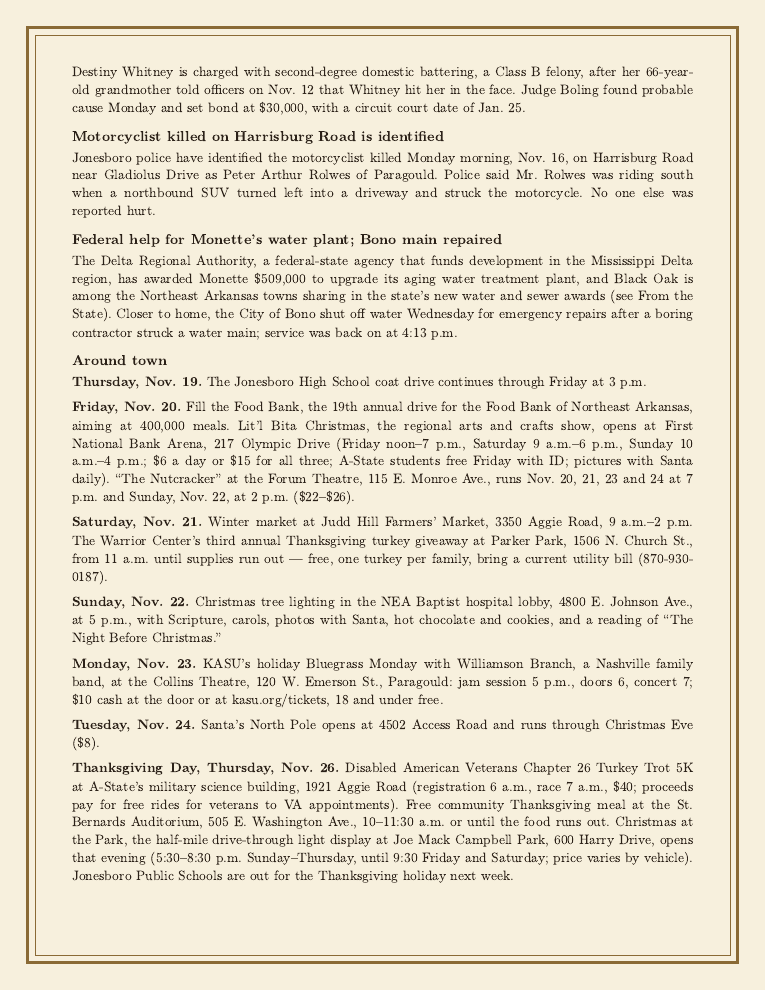 Destiny Whitney is charged with second-degree domestic battering, a Class B felony, after her 66-year-
old grandmother told officers on Nov. 12 that Whitney hit her in the face. Judge Boling found probable
cause Monday and set bond at $30,000, with a circuit court date of Jan. 25.
Motorcyclist killed on Harrisburg Road is identified
Jonesboro police have identified the motorcyclist killed Monday morning, Nov. 16, on Harrisburg Road
near Gladiolus Drive as Peter Arthur Rolwes of Paragould. Police said Mr. Rolwes was riding south
when a northbound SUV turned left into a driveway and struck the motorcycle. No one else was
reported hurt.
Federal help for Monette's water plant; Bono main repaired
The Delta Regional Authority, a federal-state agency that funds development in the Mississippi Delta
region, has awarded Monette $509,000 to upgrade its aging water treatment plant, and Black Oak is
among the Northeast Arkansas towns sharing in the state's new water and sewer awards (see From the
State). Closer to home, the City of Bono shut off water Wednesday for emergency repairs after a boring
contractor struck a water main; service was back on at 4:13 p.m.
Around town
Thursday, Nov. 19. The Jonesboro High School coat drive continues through Friday at 3 p.m.
Friday, Nov. 20. Fill the Food Bank, the 19th annual drive for the Food Bank of Northeast Arkansas,
aiming at 400,000 meals. Lit'l Bita Christmas, the regional arts and crafts show, opens at First
National Bank Arena, 217 Olympic Drive (Friday noon–7 p.m., Saturday 9 a.m.–6 p.m., Sunday 10
a.m.–4 p.m.; $6 a day or $15 for all three; A-State students free Friday with ID; pictures with Santa
daily). “The Nutcracker” at the Forum Theatre, 115 E. Monroe Ave., runs Nov. 20, 21, 23 and 24 at 7
p.m. and Sunday, Nov. 22, at 2 p.m. ($22–$26).
Saturday, Nov. 21. Winter market at Judd Hill Farmers' Market, 3350 Aggie Road, 9 a.m.–2 p.m.
The Warrior Center's third annual Thanksgiving turkey giveaway at Parker Park, 1506 N. Church St.,
from 11 a.m. until supplies run out — free, one turkey per family, bring a current utility bill (870-930-
0187).
Sunday, Nov. 22. Christmas tree lighting in the NEA Baptist hospital lobby, 4800 E. Johnson Ave.,
at 5 p.m., with Scripture, carols, photos with Santa, hot chocolate and cookies, and a reading of “The
Night Before Christmas.”
Monday, Nov. 23. KASU's holiday Bluegrass Monday with Williamson Branch, a Nashville family
band, at the Collins Theatre, 120 W. Emerson St., Paragould: jam session 5 p.m., doors 6, concert 7;
$10 cash at the door or at kasu.org/tickets, 18 and under free.
Tuesday, Nov. 24. Santa's North Pole opens at 4502 Access Road and runs through Christmas Eve
($8).
Thanksgiving Day, Thursday, Nov. 26. Disabled American Veterans Chapter 26 Turkey Trot 5K
at A-State's military science building, 1921 Aggie Road (registration 6 a.m., race 7 a.m., $40; proceeds
pay for free rides for veterans to VA appointments). Free community Thanksgiving meal at the St.
Bernards Auditorium, 505 E. Washington Ave., 10–11:30 a.m. or until the food runs out. Christmas at
the Park, the half-mile drive-through light display at Joe Mack Campbell Park, 600 Harry Drive, opens
that evening (5:30–8:30 p.m. Sunday–Thursday, until 9:30 Friday and Saturday; price varies by vehicle).
Jonesboro Public Schools are out for the Thanksgiving holiday next week.